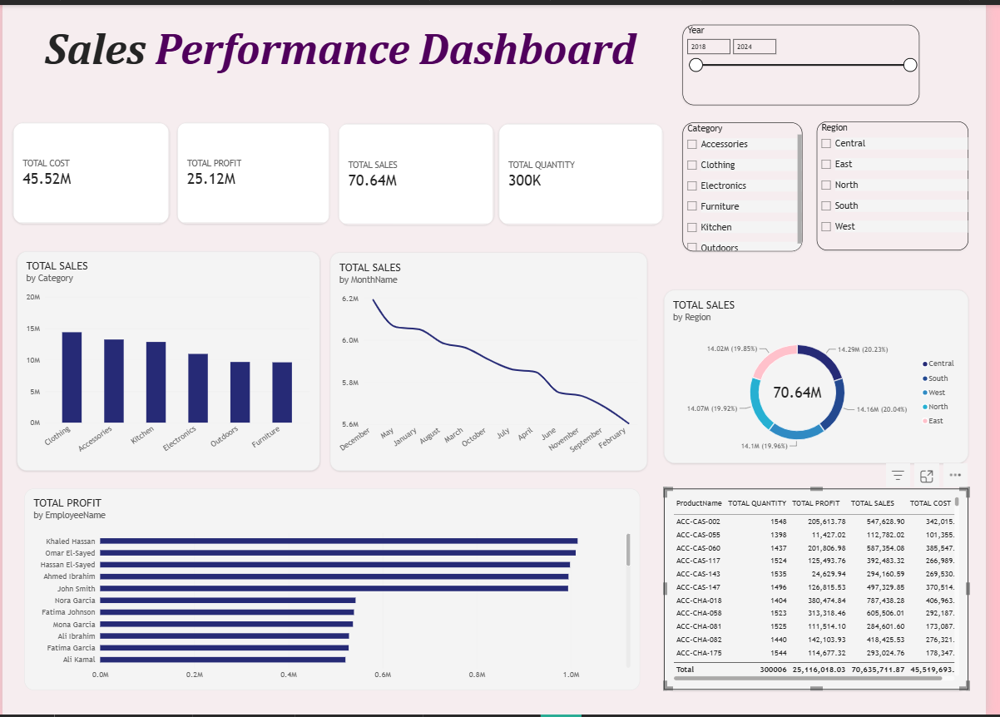 Sales Performance Dashboard
Year
2018 2024
TOTAL COST
45.52M
TOTAL PROFIT
25.12M
TOTAL SALES
70.64M
TOTAL QUANTITY
300K
Category
Accessories
Clothing
Electronics
Furniture
Kitchen
Outdoors
Region
Central
East
North
South
West
TOTAL SALES
by Category
20M
15M
10M
5M
0M
Clothing
Accessories
Kitchen
Electronics
Outdoors
Furniture
TOTAL SALES
by MonthName
6.2M
6.0M
5.8M
5.6M
December
May
January
August
March
October
July
April
June
November
September
February
TOTAL SALES
by Region
14.02M (19.85%)
14.29M (20.23%)
70.64M
14.07M (19.92%)
14.16M (20.04%)
14.1M (19.96%)
Central
South
West
North
East
TOTAL PROFIT
by EmployeeName
Khaled Hassan
Omar El-Sayed
Hassan El-Sayed
Ahmed Ibrahim
John Smith
Nora Garcia
Fatima Johnson
Mona Garcia
Ali Ibrahim
Fatima Garcia
Ali Kamal
0.0M 0.2M 0.4M 0.6M 0.8M 1.0M
ProductName TOTAL QUANTITY TOTAL PROFIT TOTAL SALES TOTAL COST
ACC-CAS-002 1548 205,613.78 547,628.90 342,015.
ACC-CAS-055 1398 11,427.02 112,782.02 101,355.
ACC-CAS-060 1437 201,806.98 587,354.08 385,547.
ACC-CAS-117 1524 125,493.76 392,483.32 266,989.
ACC-CAS-143 1535 24,629.94 294,160.59 269,530.
ACC-CAS-147 1496 126,815.53 497,329.85 370,514.
ACC-CHA-018 1404 380,474.84 787,438.28 406,963.
ACC-CHA-058 1523 313,318.46 605,506.01 292,187.
ACC-CHA-081 1525 111,514.10 284,601.60 173,087.
ACC-CHA-082 1440 142,103.93 418,425.53 276,321.
ACC-CHA-175 1544 114,677.32 293,024.76 178,347.
Total 300006 25,116,018.03 70,635,711.87 45,519,693.